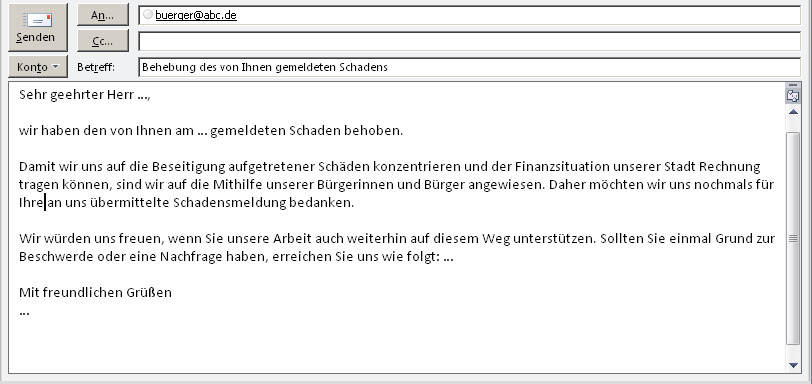 Senden
An...
buerger@abc.de
Cc...
Konto
Betreff:
Behebung des von Ihnen gemeldeten Schadens
Sehr geehrter Herr ...,
wir haben den von Ihnen am ... gemeldeten Schaden behoben.
Damit wir uns auf die Beseitigung aufgetretener Schäden konzentrieren und der Finanzsituation unserer Stadt Rechnung
tragen können, sind wir auf die Mithilfe unserer Bürgerinnen und Bürger angewiesen. Daher möchten wir uns nochmals für
Ihre an uns übermittelte Schadensmeldung bedanken.
Wir würden uns freuen, wenn Sie unsere Arbeit auch weiterhin auf diesem Weg unterstützen. Sollten Sie einmal Grund zur
Beschwerde oder eine Nachfrage haben, erreichen Sie uns wie folgt: ...
Mit freundlichen Grüßen
...